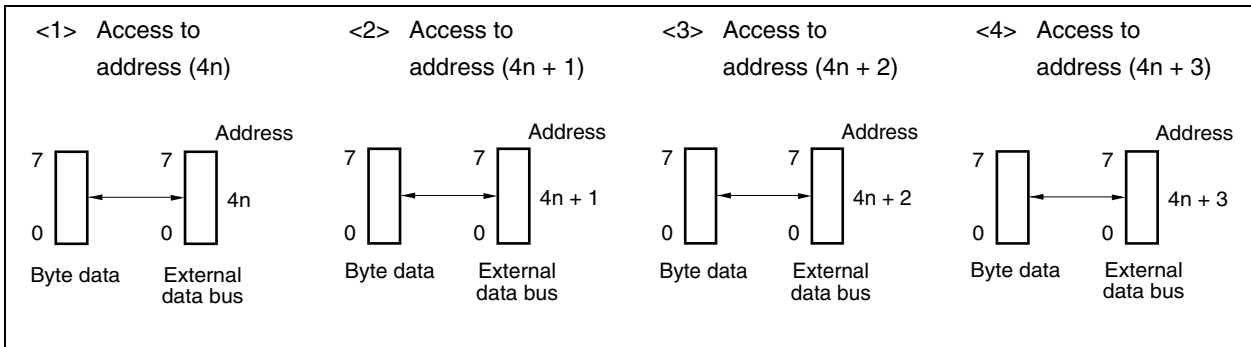 <1> Access to
address (4n)
Address
7
7
4n
0
0
Byte data
External
data bus
<2> Access to
address (4n + 1)
Address
7
7
4n + 1
0
0
Byte data
External
data bus
<3> Access to
address (4n + 2)
Address
7
7
4n + 2
0
0
Byte data
External
data bus
<4> Access to
address (4n + 3)
Address
7
7
4n + 3
0
0
Byte data
External
data bus